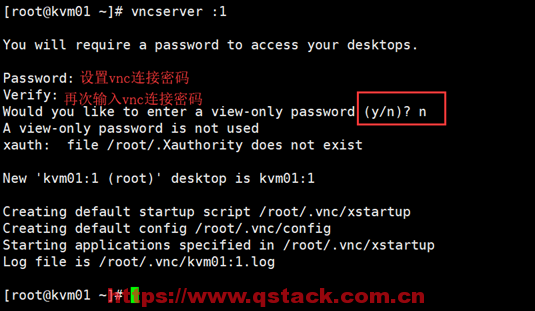 [root@kvm01 ~]# vncserver :1
You will require a password to access your desktops.
Password: 设置vnc连接密码
Verify: 再次输入vnc连接密码
Would you like to enter a view-only password (y/n)? n
A view-only password is not used
xauth:  file /root/.Xauthority does not exist
New 'kvm01:1 (root)' desktop is kvm01:1
Creating default startup script /root/.vnc/xstartup
Creating default config /root/.vnc/config
Starting applications specified in /root/.vnc/xstartup
Log file is /root/.vnc/kvm01:1.log
[root@kvm01 ~]# https://www.qstack.com.cn